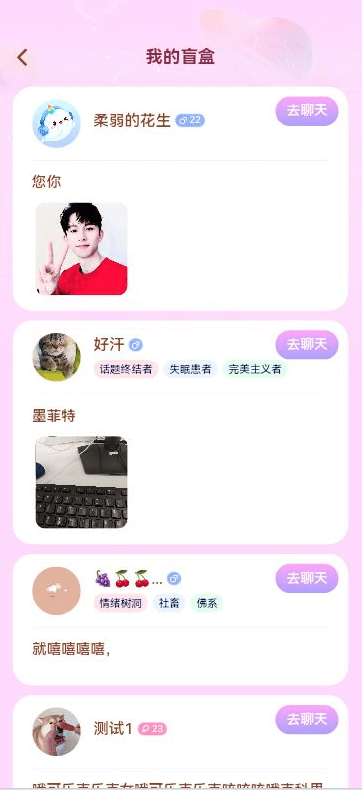 我的盲盒
柔弱的花生 22
去聊天
您你
好汗
去聊天
话题终结者 失眠患者 完美主义者
墨菲特
🍇🍒🍒...
去聊天
情绪树洞 社畜 佛系
就嘻嘻嘻嘻，
测试1 23
去聊天